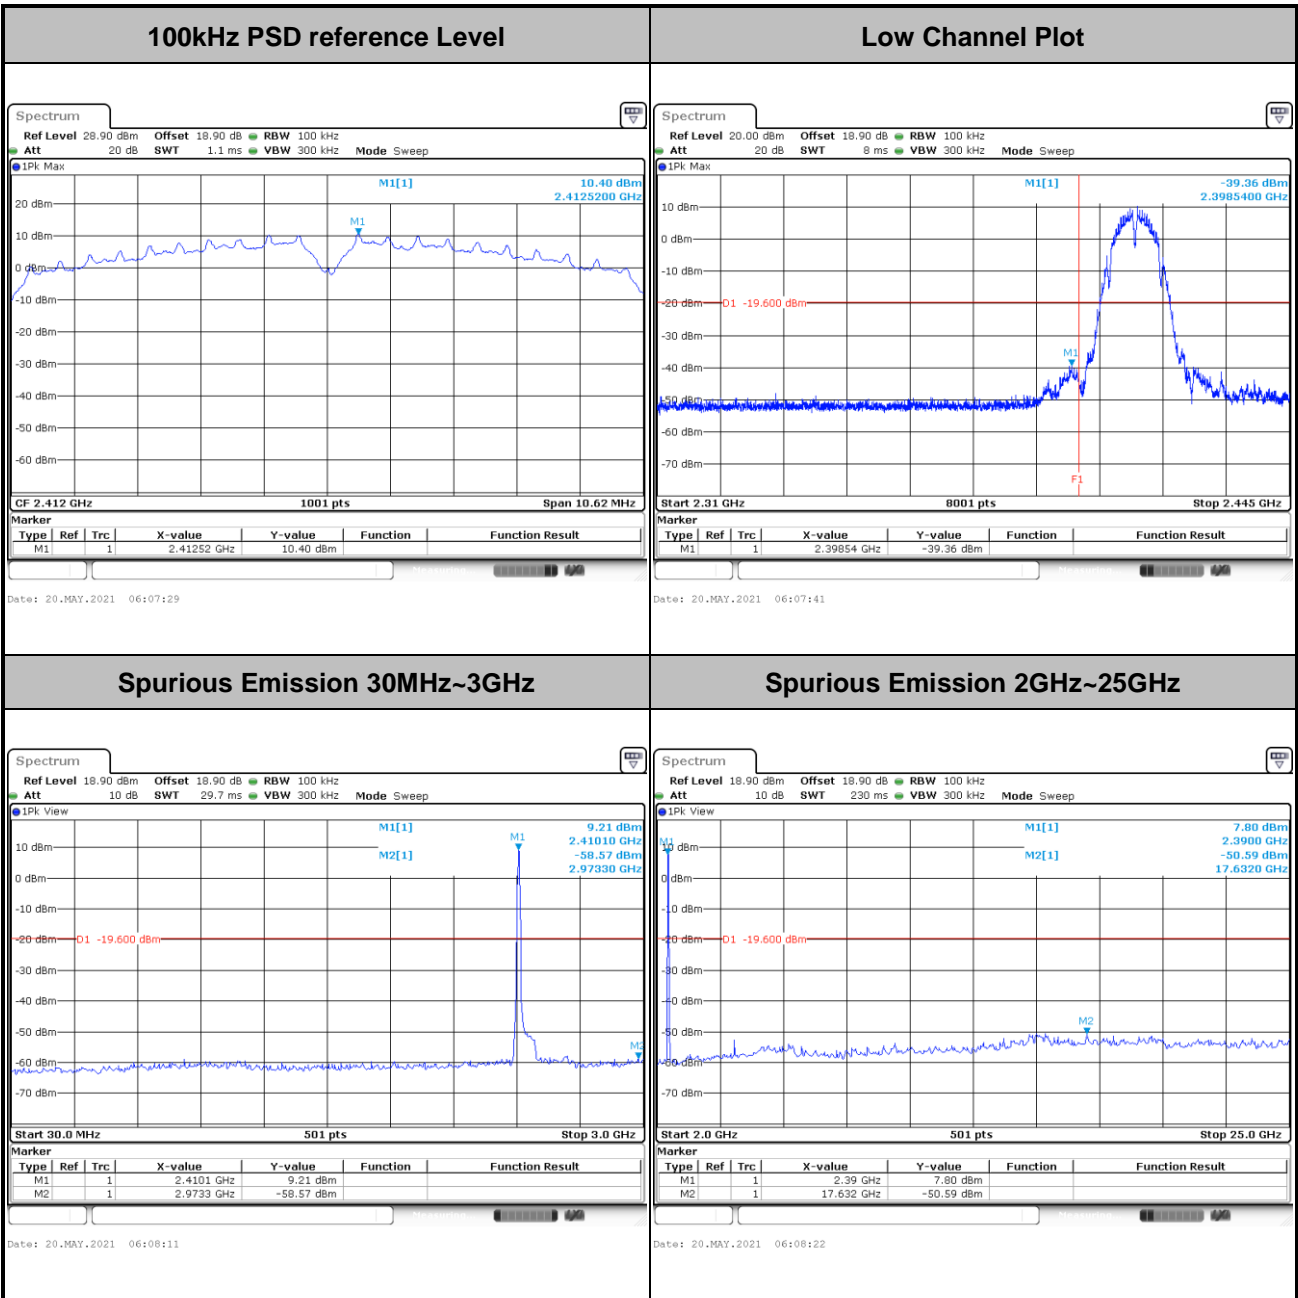 100kHz PSD reference Level
Spectrum
Ref Level 28.90 dBm Offset 18.90 dB RBW 100 kHz
Att 20 dB SWT 1.1 ms VBW 300 kHz Mode Sweep
1Pk Max
M1[1] 10.40 dBm
2.4125200 GHz
20 dBm
M1
10 dBm
0 dBm
-10 dBm
-20 dBm
-30 dBm
-40 dBm
-50 dBm
-60 dBm
CF 2.412 GHz 1001 pts Span 10.62 MHz
Marker
Type Ref Trc X-value Y-value Function Function Result
M1 1 2.41252 GHz 10.40 dBm
Date: 20.MAY.2021 06:07:29
Low Channel Plot
Spectrum
Ref Level 20.00 dBm Offset 18.90 dB RBW 100 kHz
Att 20 dB SWT 8 ms VBW 300 kHz Mode Sweep
1Pk Max
M1[1] -39.36 dBm
2.3985400 GHz
10 dBm
0 dBm
-10 dBm
-20 dBm D1 -19.600 dBm
-30 dBm
M1
-40 dBm
-50 dBm
-60 dBm
-70 dBm
F1
Start 2.31 GHz 8001 pts Stop 2.445 GHz
Marker
Type Ref Trc X-value Y-value Function Function Result
M1 1 2.39854 GHz -39.36 dBm
Date: 20.MAY.2021 06:07:41
Spurious Emission 30MHz~3GHz
Spectrum
Ref Level 18.90 dBm Offset 18.90 dB RBW 100 kHz
Att 10 dB SWT 29.7 ms VBW 300 kHz Mode Sweep
1Pk View
M1[1] 9.21 dBm
M1 2.41010 GHz
10 dBm M2[1] -58.57 dBm
2.97330 GHz
0 dBm
-10 dBm
-20 dBm D1 -19.600 dBm
-30 dBm
-40 dBm
-50 dBm
M2
-60 dBm
-70 dBm
Start 30.0 MHz 501 pts Stop 3.0 GHz
Marker
Type Ref Trc X-value Y-value Function Function Result
M1 1 2.4101 GHz 9.21 dBm
M2 1 2.9733 GHz -58.57 dBm
Date: 20.MAY.2021 06:08:11
Spurious Emission 2GHz~25GHz
Spectrum
Ref Level 18.90 dBm Offset 18.90 dB RBW 100 kHz
Att 10 dB SWT 230 ms VBW 300 kHz Mode Sweep
1Pk View
M1[1] 7.80 dBm
M1 2.3900 GHz
10 dBm M2[1] -50.59 dBm
17.6320 GHz
0 dBm
-10 dBm
-20 dBm D1 -19.600 dBm
-30 dBm
-40 dBm
M2
-50 dBm
-60 dBm
-70 dBm
Start 2.0 GHz 501 pts Stop 25.0 GHz
Marker
Type Ref Trc X-value Y-value Function Function Result
M1 1 2.39 GHz 7.80 dBm
M2 1 17.632 GHz -50.59 dBm
Date: 20.MAY.2021 06:08:22